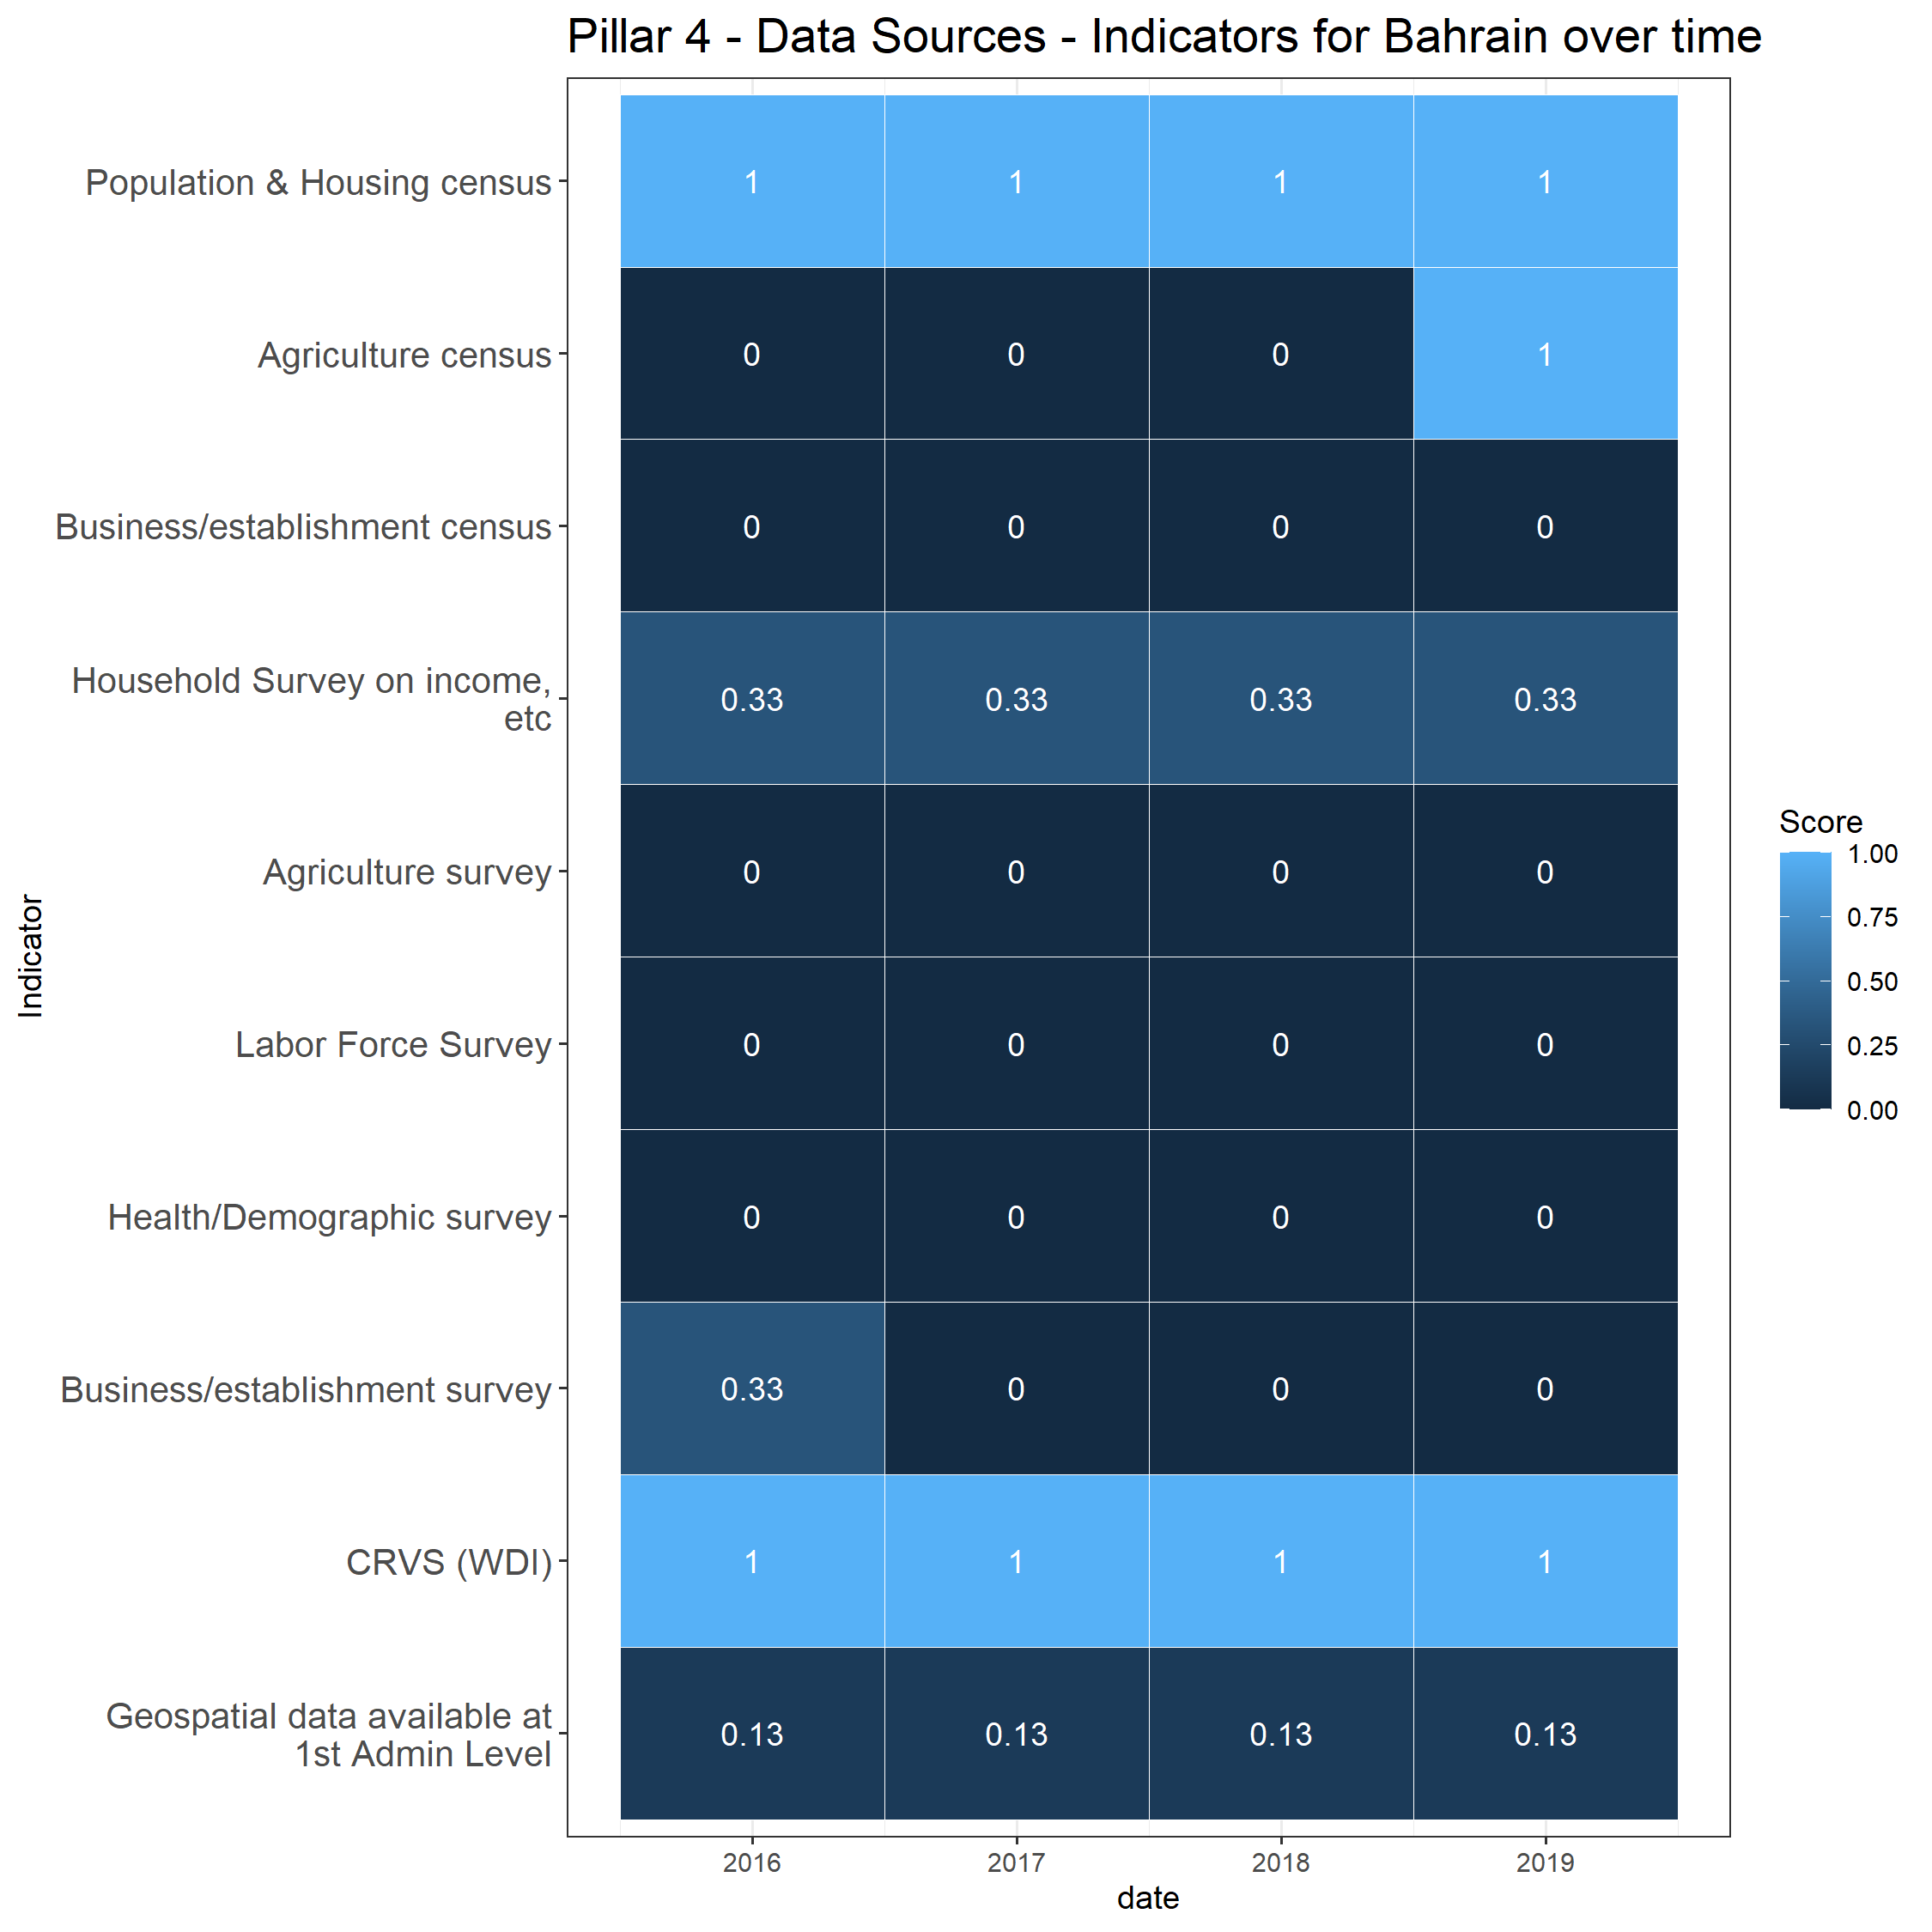 Pillar 4 - Data Sources - Indicators for Bahrain over time
Indicator
Population & Housing census
1 1 1 1
Agriculture census
0 0 0 1
Business/establishment census
0 0 0 0
Household Survey on income,
etc
0.33 0.33 0.33 0.33
Agriculture survey
0 0 0 0
Labor Force Survey
0 0 0 0
Health/Demographic survey
0 0 0 0
Business/establishment survey
0.33 0 0 0
CRVS (WDI)
1 1 1 1
Geospatial data available at
1st Admin Level
0.13 0.13 0.13 0.13
2016 2017 2018 2019
date
Score
1.00
0.75
0.50
0.25
0.00